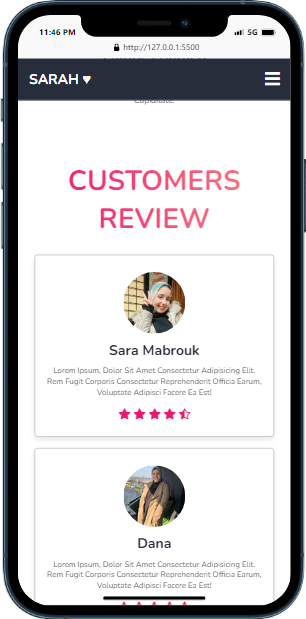 11:46 PM 5G
http://127.0.0.1:5500
SARAH ♥
Cupiditate.
CUSTOMERS
REVIEW
Sara Mabrouk
Lorem Ipsum, Dolor Sit Amet Consectetur Adipisicing Elit.
Rem Fugit Corporis Consectetur Reprehenderit Officia Earum,
Voluptate Adipisci Facere Ea Est!
Dana
Lorem Ipsum, Dolor Sit Amet Consectetur Adipisicing Elit.
Rem Fugit Corporis Consectetur Reprehenderit Officia Earum,
Voluptate Adipisci Facere Ea Est!